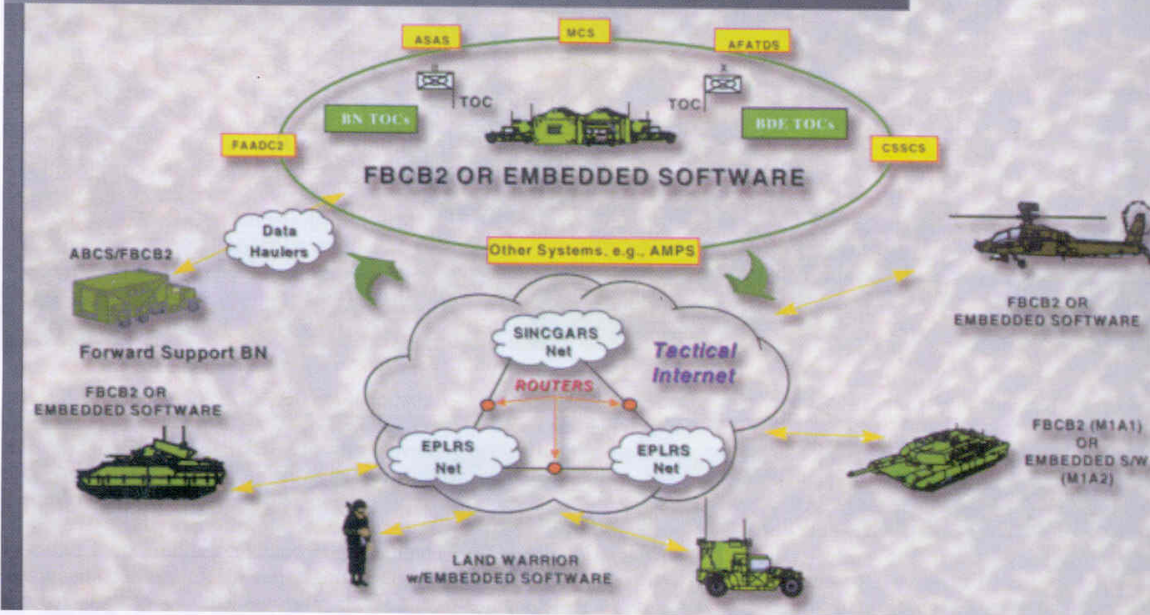 ASAS
MCS
AFATDS
II
X
TOC
TOC
BN TOCs
BDE TOCs
FAADC2
CSSCS
FBCB2 OR EMBEDDED SOFTWARE
Data
Haulers
Other Systems, e.g., AMPS
ABCS/FBCB2
Forward Support BN
FBCB2 OR
EMBEDDED SOFTWARE
SINCGARS
Net
Tactical
Internet
ROUTERS
FBCB2 OR
EMBEDDED SOFTWARE
EPLRS
Net
EPLRS
Net
FBCB2 (M1A1)
OR
EMBEDDED S/W
(M1A2)
LAND WARRIOR
w/EMBEDDED SOFTWARE